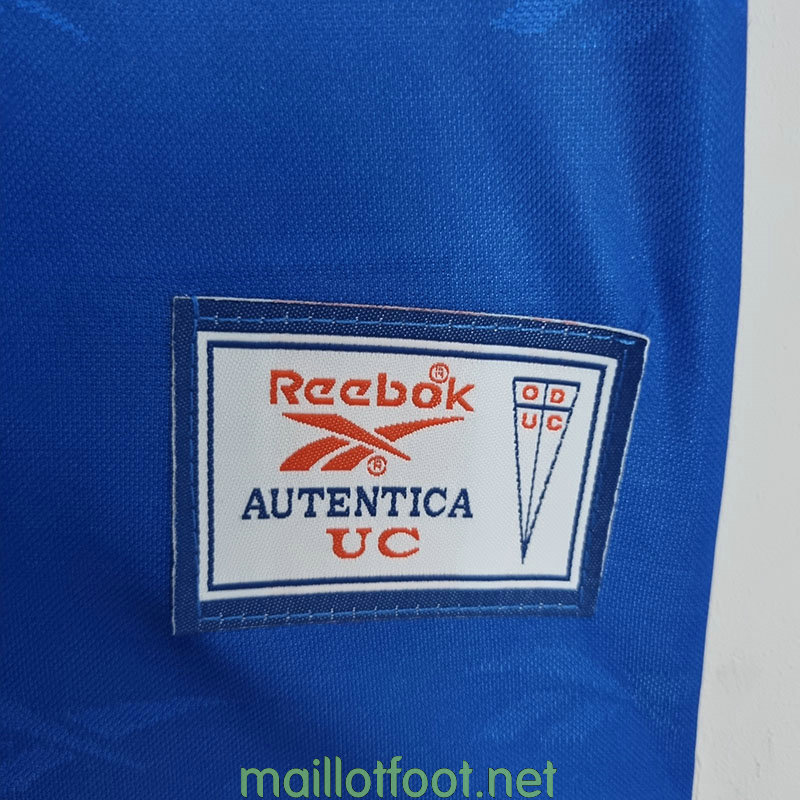 Reebok®
®
AUTENTICA
UC
O D
U C
maillotfoot.net